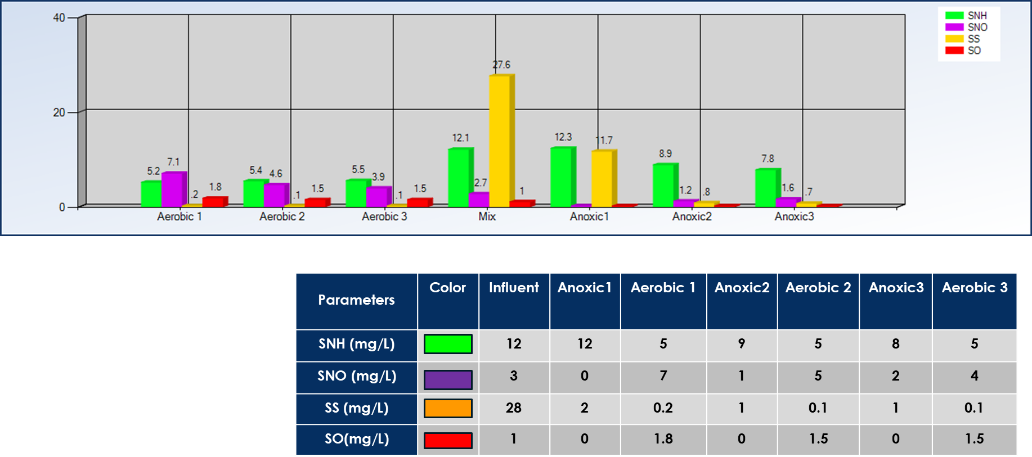 40
20
0
5.2 7.1 .2 1.8
5.4 4.6 .1 1.5
5.5 3.9 .1 1.5
12.1 2.7 27.6 1
12.3 11.7
8.9 1.2 .8
7.8 1.6 .7
Aerobic 1 Aerobic 2 Aerobic 3 Mix Anoxic1 Anoxic2 Anoxic3
SNH
SNO
SS
SO
Parameters Color Influent Anoxic1 Aerobic 1 Anoxic2 Aerobic 2 Anoxic3 Aerobic 3
SNH (mg/L) 12 12 5 9 5 8 5
SNO (mg/L) 3 0 7 1 5 2 4
SS (mg/L) 28 2 0.2 1 0.1 1 0.1
SO(mg/L) 1 0 1.8 0 1.5 0 1.5